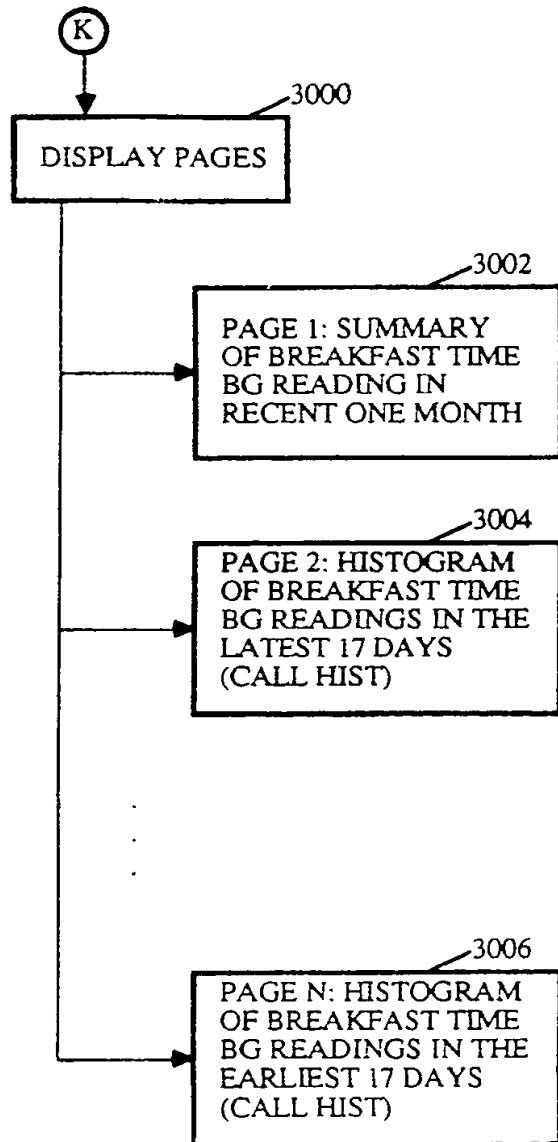 K
3000
DISPLAY PAGES
3002
PAGE 1: SUMMARY
OF BREAKFAST TIME
BG READING IN
RECENT ONE MONTH
3004
PAGE 2: HISTOGRAM
OF BREAKFAST TIME
BG READINGS IN THE
LATEST 17 DAYS
(CALL HIST)
3006
PAGE N: HISTOGRAM
OF BREAKFAST TIME
BG READINGS IN THE
EARLIEST 17 DAYS
(CALL HIST)